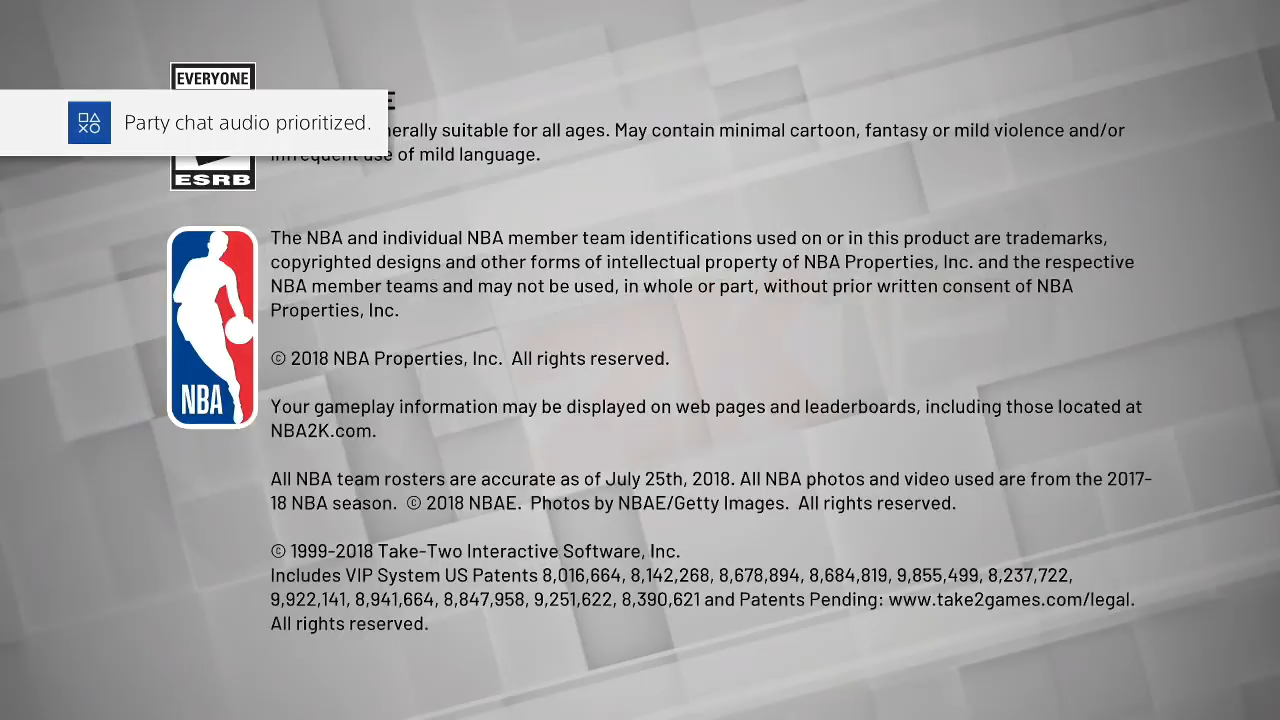 EVERYONE
E
Party chat audio prioritized.
suitable for all ages. May contain minimal cartoon, fantasy or mild violence and/or
infrequent use of mild language.
ESRB
The NBA and individual NBA member team identifications used on or in this product are trademarks,
copyrighted designs and other forms of intellectual property of NBA Properties, Inc. and the respective
NBA member teams and may not be used, in whole or part, without prior written consent of NBA
Properties, Inc.
© 2018 NBA Properties, Inc. All rights reserved.
NBA
Your gameplay information may be displayed on web pages and leaderboards, including those located at
NBA2K.com.
All NBA team rosters are accurate as of July 25th, 2018. All NBA photos and video used are from the 2017-
18 NBA season. © 2018 NBAE. Photos by NBAE/Getty Images. All rights reserved.
© 1999-2018 Take-Two Interactive Software, Inc.
Includes VIP System US Patents 8,016,664, 8,142,268, 8,678,894, 8,684,819, 9,855,499, 8,237,722,
9,922,141, 8,941,664, 8,847,958, 9,251,622, 8,390,621 and Patents Pending: www.take2games.com/legal.
All rights reserved.